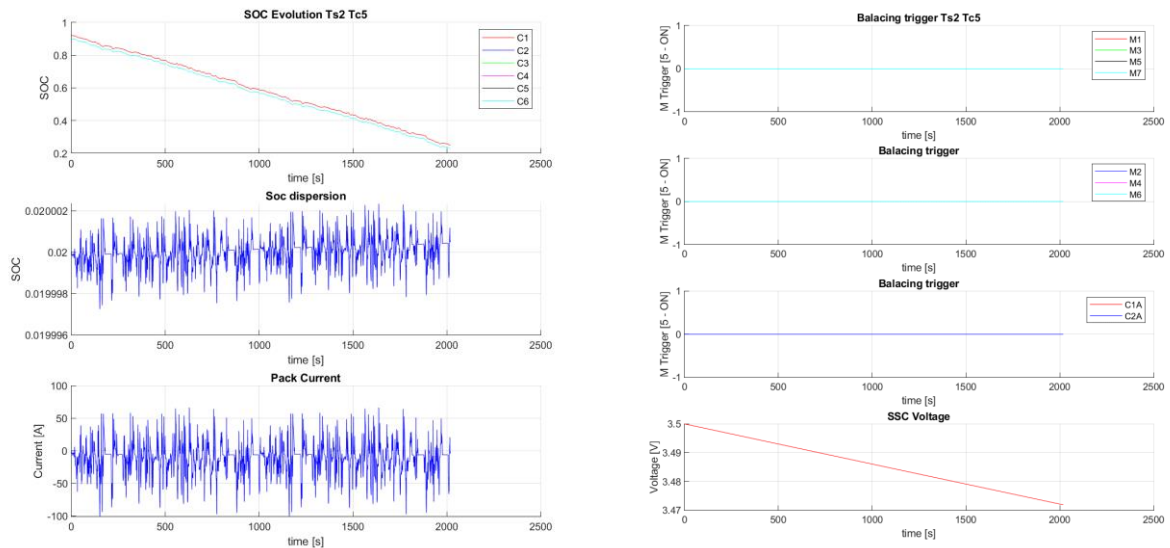 SOC Evolution Ts2 Tc5
SOC
1
0.8
0.6
0.4
0.2
0
500
1000
1500
2000
2500
time [s]
C1
C2
C3
C4
C5
C6
Soc dispersion
SOC
0.020002
0.02
0.019998
0.019996
0
500
1000
1500
2000
2500
time [s]
Pack Current
Current [A]
100
50
0
-50
-100
0
500
1000
1500
2000
2500
time [s]
Balacing trigger Ts2 Tc5
M Trigger [5 - ON]
1
0
-1
0
500
1000
1500
2000
2500
time [s]
M1
M3
M5
M7
Balacing trigger
M Trigger [5 - ON]
1
0
-1
0
500
1000
1500
2000
2500
time [s]
M2
M4
M6
Balacing trigger
M Trigger [5 - ON]
1
0
-1
0
500
1000
1500
2000
2500
time [s]
C1A
C2A
SSC Voltage
Voltage [V]
3.5
3.49
3.48
3.47
0
500
1000
1500
2000
2500
time [s]